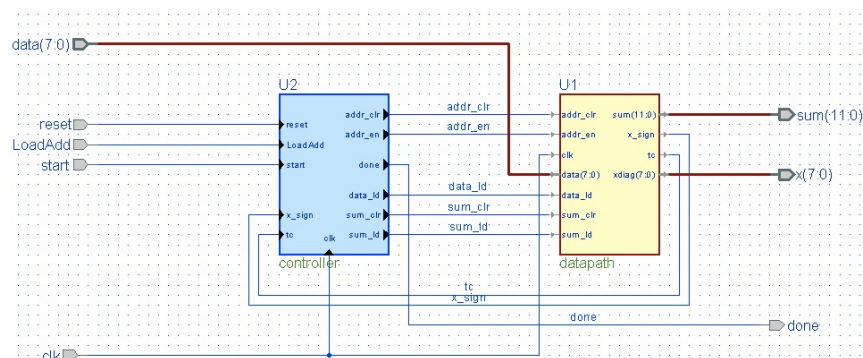 data(7:0)
U2
U1
addr_clr
addr_clr
addr_clr
sum(11:0)
sum(11:0)
reset
reset
addr_en
addr_en
addr_en
x_sign
LoadAdd
LoadAdd
start
start
done
clk
tc
data(7:0)
xdiag(7:0)
x(7:0)
data_ld
data_ld
data_ld
x_sign
sum_clr
sum_clr
sum_clr
tc
clk
sum_ld
sum_ld
sum_ld
controller
datapath
tc
x_sign
done
done
clk